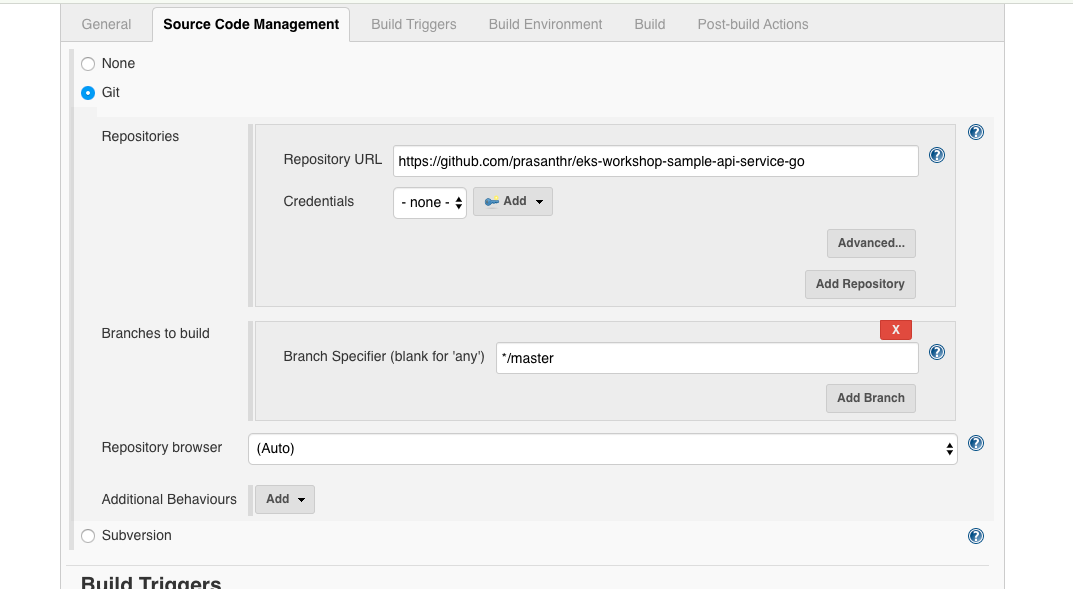 General Source Code Management Build Triggers Build Environment Build Post-build Actions
None
Git
Repositories
Repository URL https://github.com/prasanthr/eks-workshop-sample-api-service-go
Credentials - none - Add
Advanced...
Add Repository
Branches to build
X
Branch Specifier (blank for 'any') */master
Add Branch
Repository browser (Auto)
Additional Behaviours Add
Subversion
Build Triggers